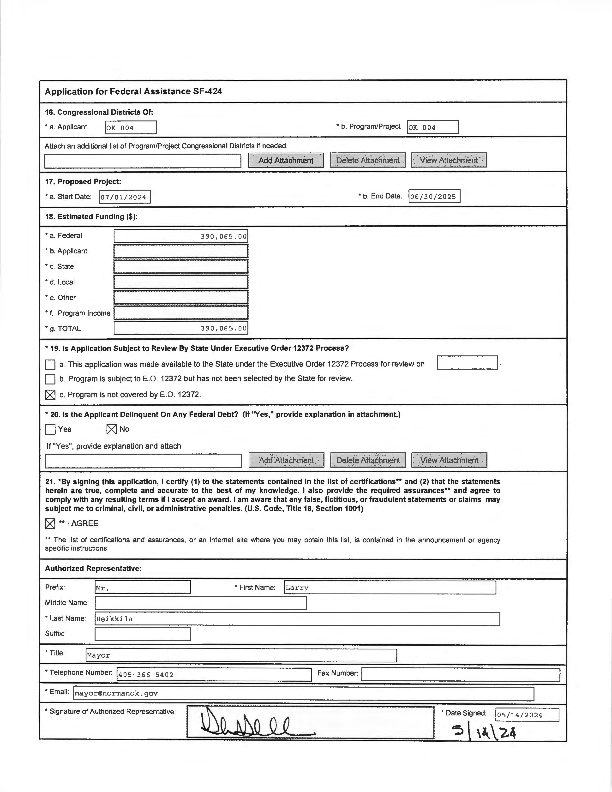 Application for Federal Assistance SF-424
16. Congressional Districts Of:
* a. Applicant OK 004 * b. Program/Project OK 004
Attach an additional list of Program/Project Congressional Districts if needed.
Add Attachment Delete Attachment View Attachment
17. Proposed Project:
* a. Start Date: 07/01/2024 * b. End Date: 06/30/2025
18. Estimated Funding ($):
* a. Federal 390,065.00
* b. Applicant
* c. State
* d. Local
* e. Other
* f. Program Income
* g. TOTAL 390,065.00
* 19. Is Application Subject to Review By State Under Executive Order 12372 Process?
a. This application was made available to the State under the Executive Order 12372 Process for review on .
b. Program is subject to E.O. 12372 but has not been selected by the State for review.
c. Program is not covered by E.O. 12372.
* 20. Is the Applicant Delinquent On Any Federal Debt? (If "Yes," provide explanation in attachment.)
Yes No
If "Yes", provide explanation and attach
Add Attachment Delete Attachment View Attachment
21. *By signing this application, I certify (1) to the statements contained in the list of certifications** and (2) that the statements
herein are true, complete and accurate to the best of my knowledge. I also provide the required assurances** and agree to
comply with any resulting terms if I accept an award. I am aware that any false, fictitious, or fraudulent statements or claims may
subject me to criminal, civil, or administrative penalties. (U.S. Code, Title 18, Section 1001)
** I AGREE
** The list of certifications and assurances, or an internet site where you may obtain this list, is contained in the announcement or agency
specific instructions.
Authorized Representative:
Prefix: Mr. * First Name: Larry
Middle Name:
* Last Name: Heikkila
Suffix:
* Title: Mayor
* Telephone Number: 405-366-5402 Fax Number:
* Email: mayor@normanok.gov
* Signature of Authorized Representative: * Date Signed: 05/14/2024
5/14/24